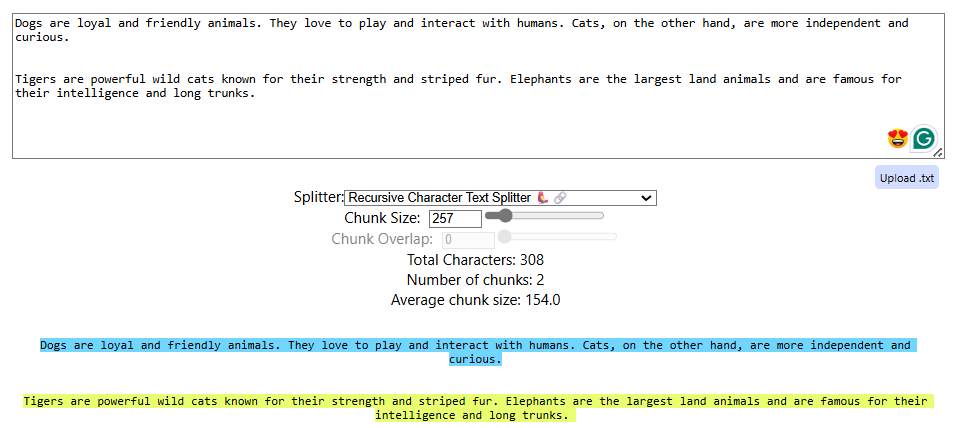 Dogs are loyal and friendly animals. They love to play and interact with humans. Cats, on the other hand, are more independent and
curious.
Tigers are powerful wild cats known for their strength and striped fur. Elephants are the largest land animals and are famous for
their intelligence and long trunks.
Upload .txt
Splitter: Recursive Character Text Splitter 🦜 🔗
Chunk Size: 257
Chunk Overlap: 0
Total Characters: 308
Number of chunks: 2
Average chunk size: 154.0
Dogs are loyal and friendly animals. They love to play and interact with humans. Cats, on the other hand, are more independent and
curious.
Tigers are powerful wild cats known for their strength and striped fur. Elephants are the largest land animals and are famous for their
intelligence and long trunks.